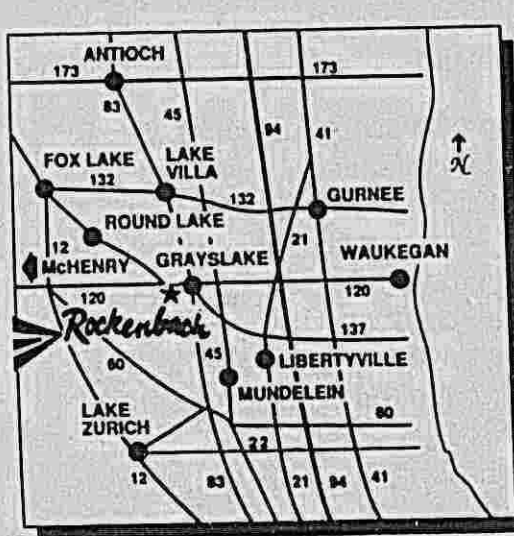 ANTIOCH
173
173
83
45
94
41
N
FOX LAKE
LAKE
VILLA
132
132
GURNEE
ROUND LAKE
21
12
WAUKEGAN
McHENRY
GRAYSLAKE
120
120
Rockenbach
137
60
45
LIBERTYVILLE
MUNDELEIN
LAKE
ZURICH
60
22
12
83
21
94
41